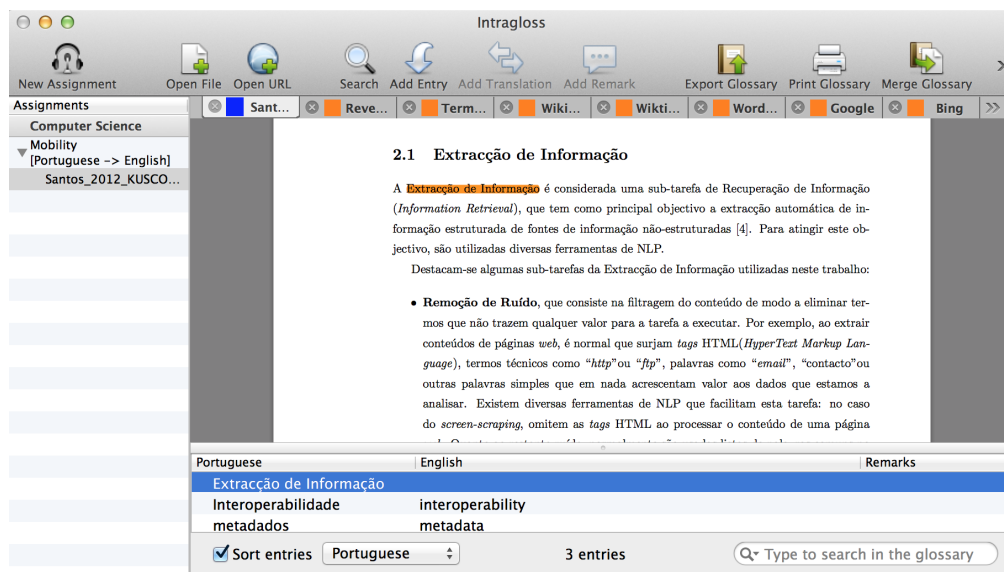 Intragloss
New Assignment Open File Open URL Search Add Entry Add Translation Add Remark Export Glossary Print Glossary Merge Glossary
Assignments
Computer Science
Mobility
[Portuguese -> English]
Santos_2012_KUSCO...
Sant... Reve... Term... Wiki... Wikti... Word... Google Bing
2.1 Extracção de Informação
A Extracção de Informação é considerada uma sub-tarefa de Recuperação de Informação
(Information Retrieval), que tem como principal objectivo a extracção automática de in-
formação estruturada de fontes de informação não-estruturadas [4]. Para atingir este ob-
jectivo, são utilizadas diversas ferramentas de NLP.
Destacam-se algumas sub-tarefas da Extracção de Informação utilizadas neste trabalho:
• Remoção de Ruído, que consiste na filtragem do conteúdo de modo a eliminar ter-
mos que não trazem qualquer valor para a tarefa a executar. Por exemplo, ao extrair
conteúdos de páginas web, é normal que surjam tags HTML(HyperText Markup Lan-
guage), termos técnicos como “http”ou “ftp”, palavras como “email”, “contacto”ou
outras palavras simples que em nada acrescentam valor aos dados que estamos a
analisar. Existem diversas ferramentas de NLP que facilitam esta tarefa: no caso
do screen-scraping, omitem as tags HTML ao processar o conteúdo de uma página
Portuguese English Remarks
Extracção de Informação
Interoperabilidade interoperability
metadados metadata
Sort entries Portuguese 3 entries Type to search in the glossary